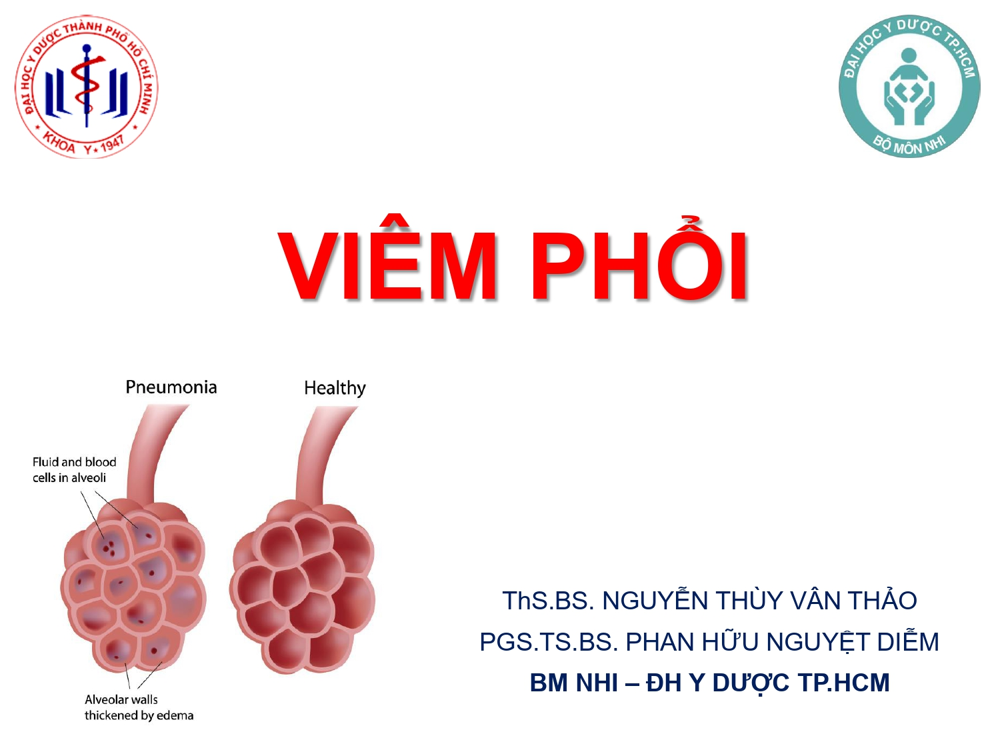 ĐẠI HỌC Y DƯỢC THÀNH PHỐ HỒ CHÍ MINH
★ KHOA Y ★ 1947 ★
ĐẠI HỌC Y DƯỢC TP.HCM
BỘ MÔN NHI
VIÊM PHỔI
Pneumonia
Healthy
Fluid and blood
cells in alveoli
Alveolar walls
thickened by edema
ThS.BS. NGUYỄN THÙY VÂN THẢO
PGS.TS.BS. PHAN HỮU NGUYỆT DIỄM
BM NHI – ĐH Y DƯỢC TP.HCM